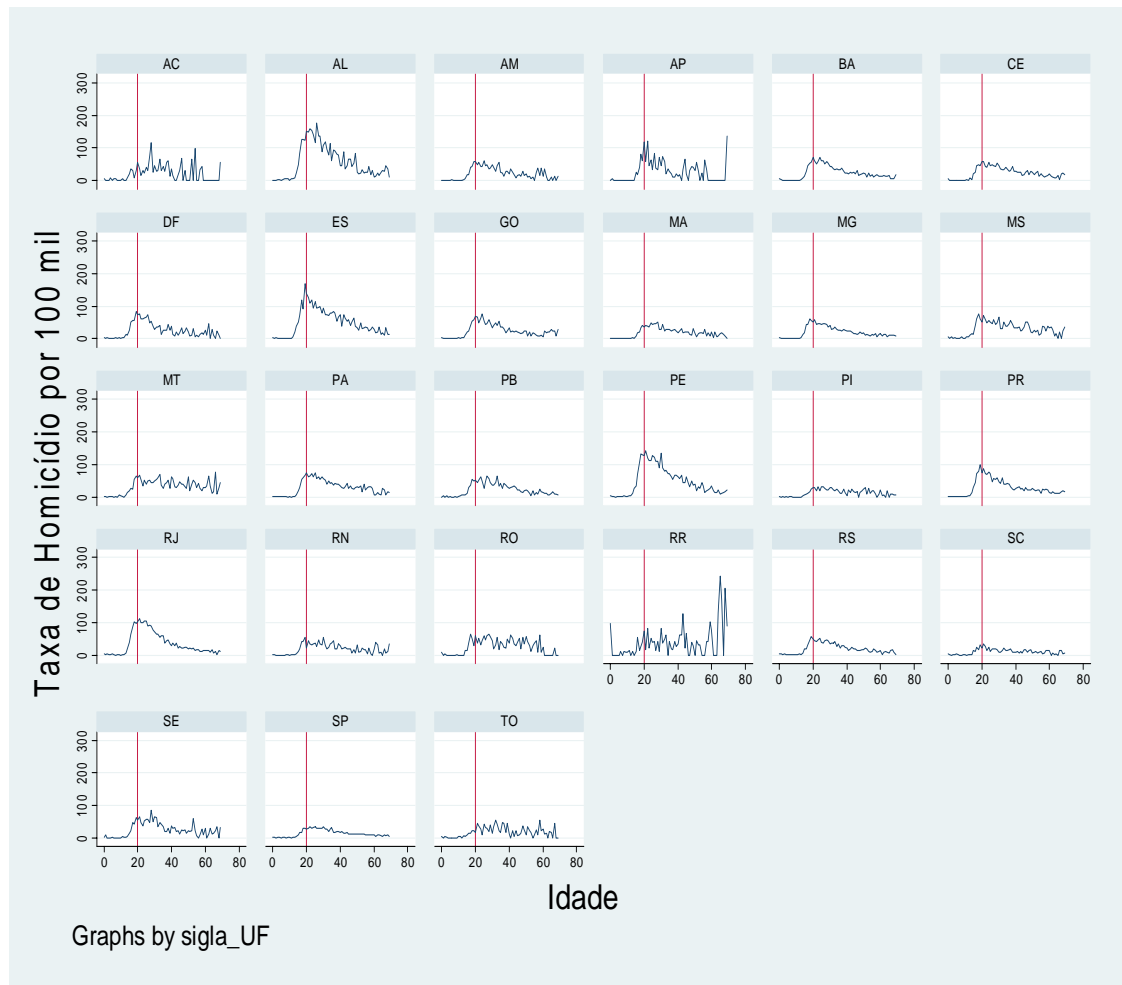 Taxa de Homicídio por 100 mil
AC AL AM AP BA CE
300
200
100
0
DF ES GO MA MG MS
300
200
100
0
MT PA PB PE PI PR
300
200
100
0
RJ RN RO RR RS SC
300
200
100
0
0 20 40 60 80 0 20 40 60 80 0 20 40 60 80
SE SP TO
300
200
100
0
0 20 40 60 80 0 20 40 60 80 0 20 40 60 80
Idade
Graphs by sigla_UF